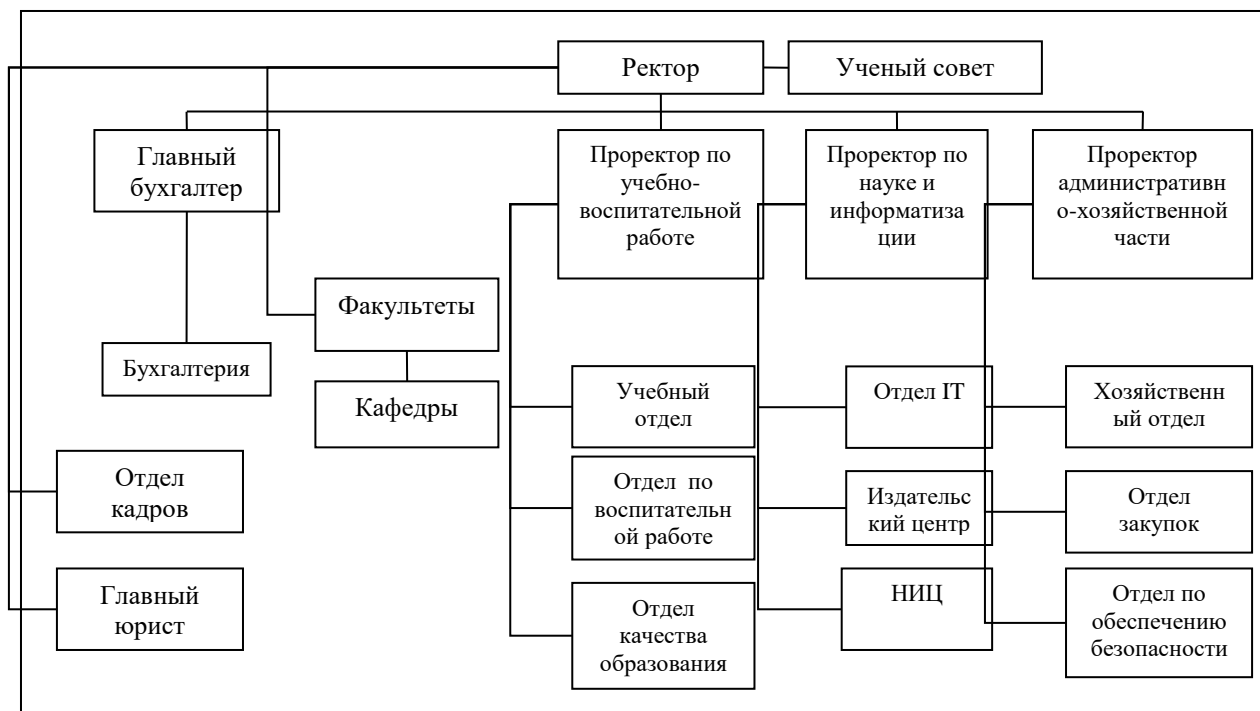 Ректор
Ученый совет
Главный
бухгалтер
Проректор по
учебно-
воспитательной
работе
Проректор по
науке и
информатиза
ции
Проректор
административн
о-хозяйственной
части
Факультеты
Бухгалтерия
Кафедры
Учебный
отдел
Отдел IT
Хозяйствен
ный отдел
Отдел
кадров
Отдел по
воспитательн
ой работе
Издательс
кий центр
Отдел
закупок
Главный
юрист
Отдел
качества
образования
НИЦ
Отдел по
обеспечению
безопасности